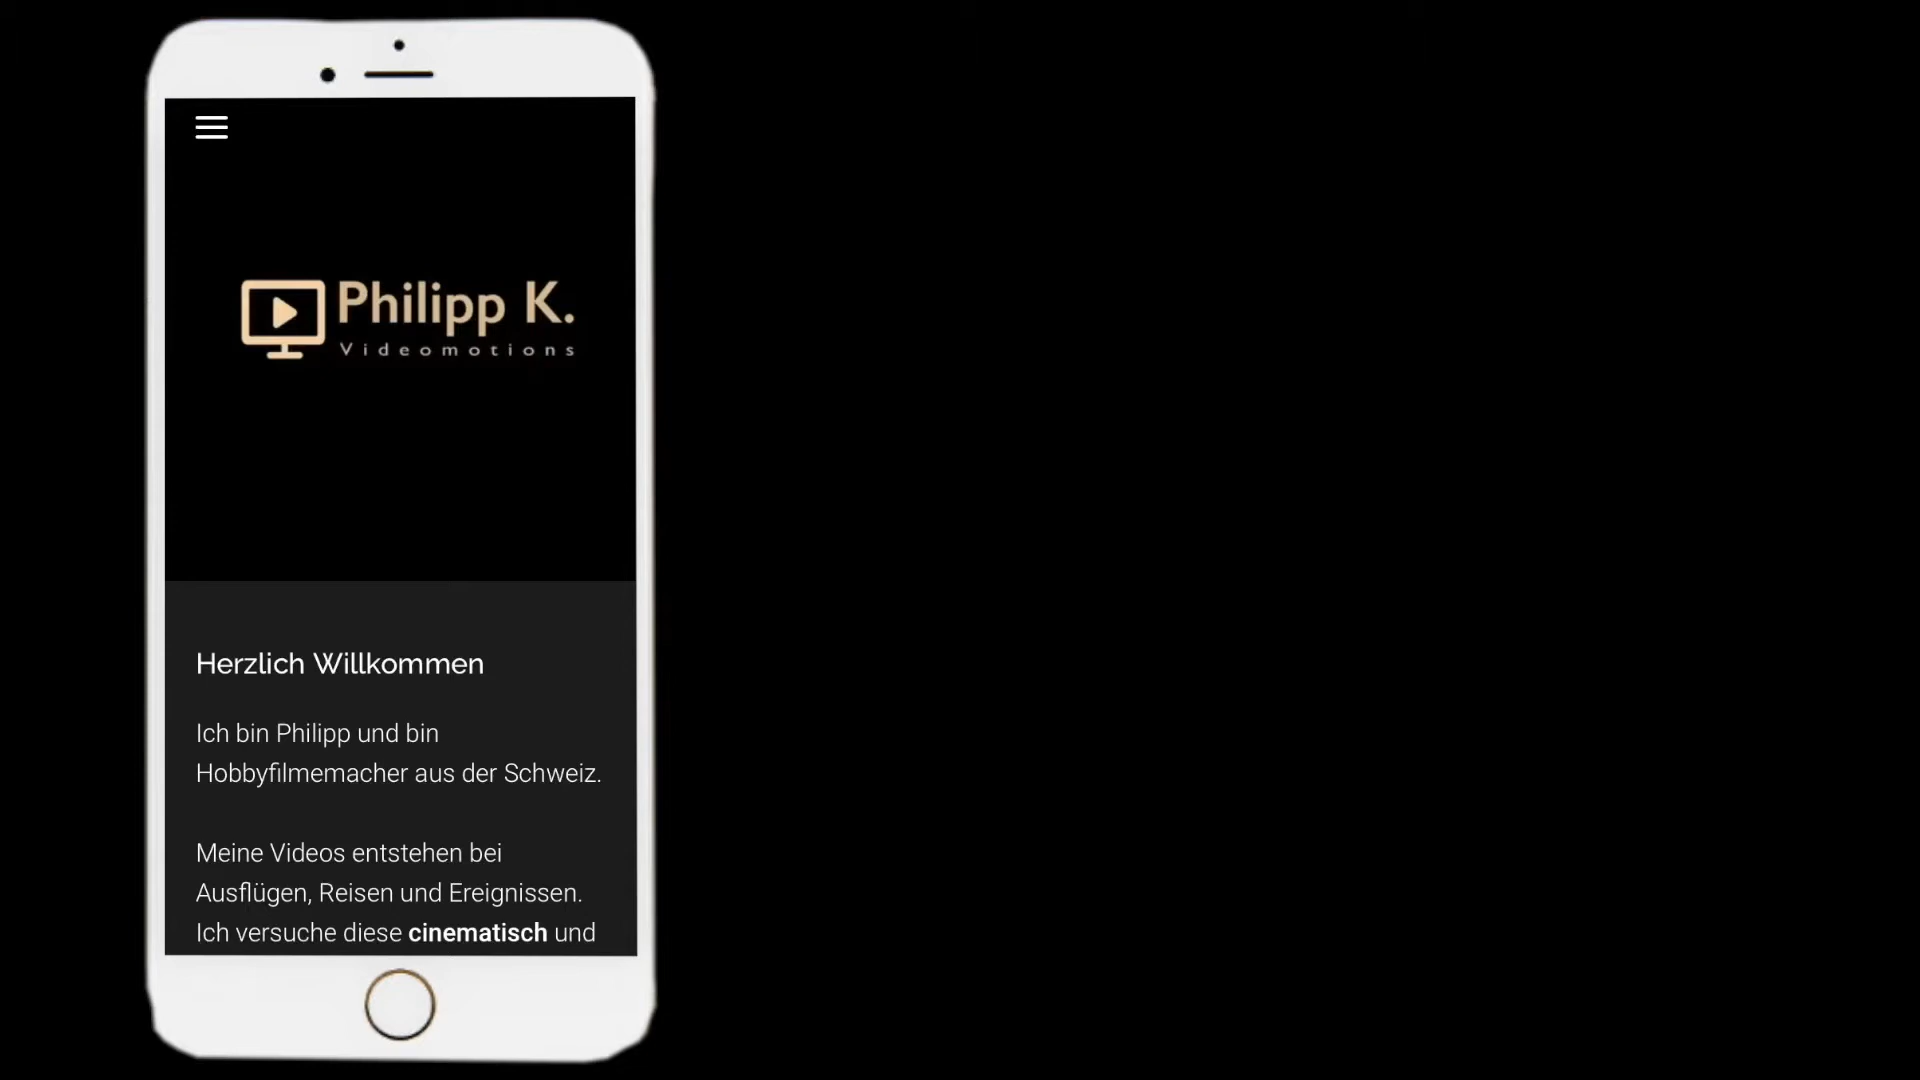 Philipp K.
Videomotions
Herzlich Willkommen
Ich bin Philipp und bin
Hobbyfilmemacher aus der Schweiz.
Meine Videos entstehen bei
Ausflügen, Reisen und Ereignissen.
Ich versuche diese cinematisch und